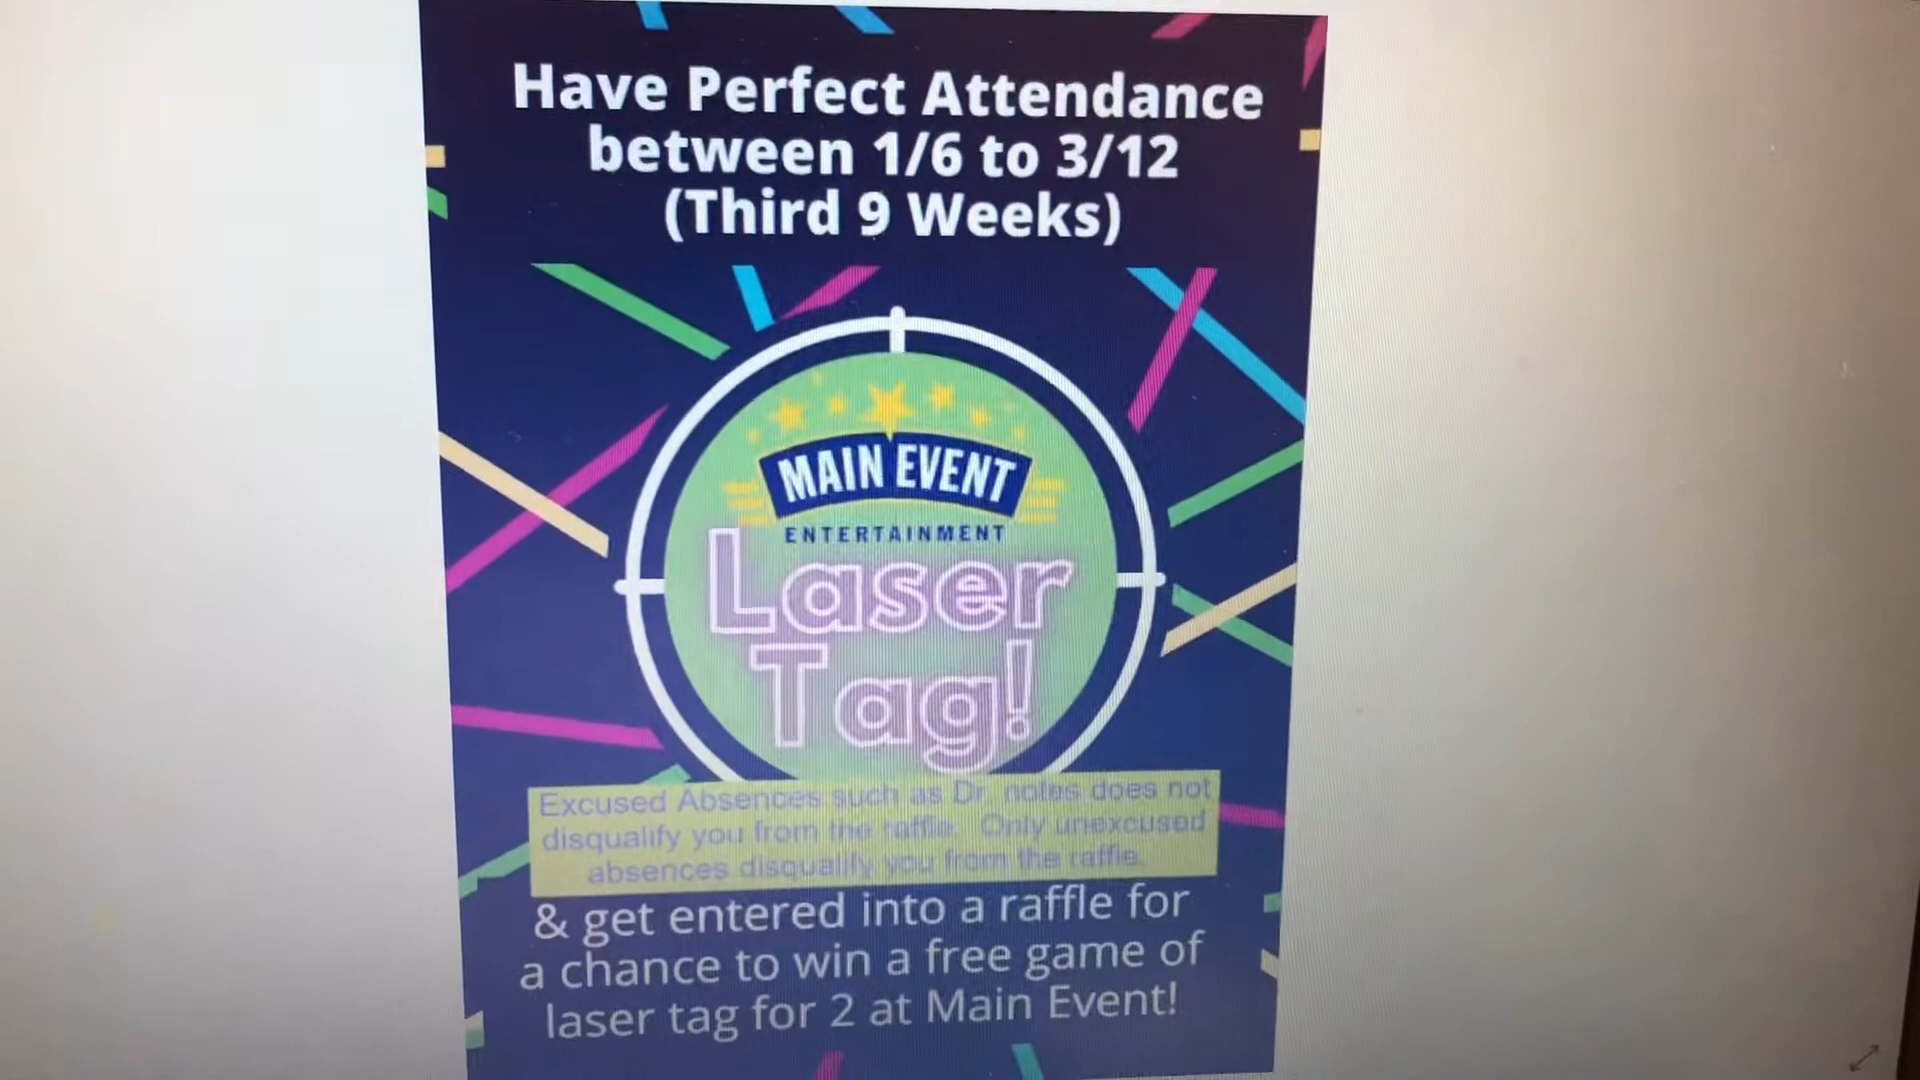 Have Perfect Attendance
between 1/6 to 3/12
(Third 9 Weeks)
MAIN EVENT
ENTERTAINMENT
Laser
Tag!
Excused Absences such as Dr. notes does not
disqualify you from the raffle. Only unexcused
absences disqualify you from the raffle.
& get entered into a raffle for
a chance to win a free game of
laser tag for 2 at Main Event!